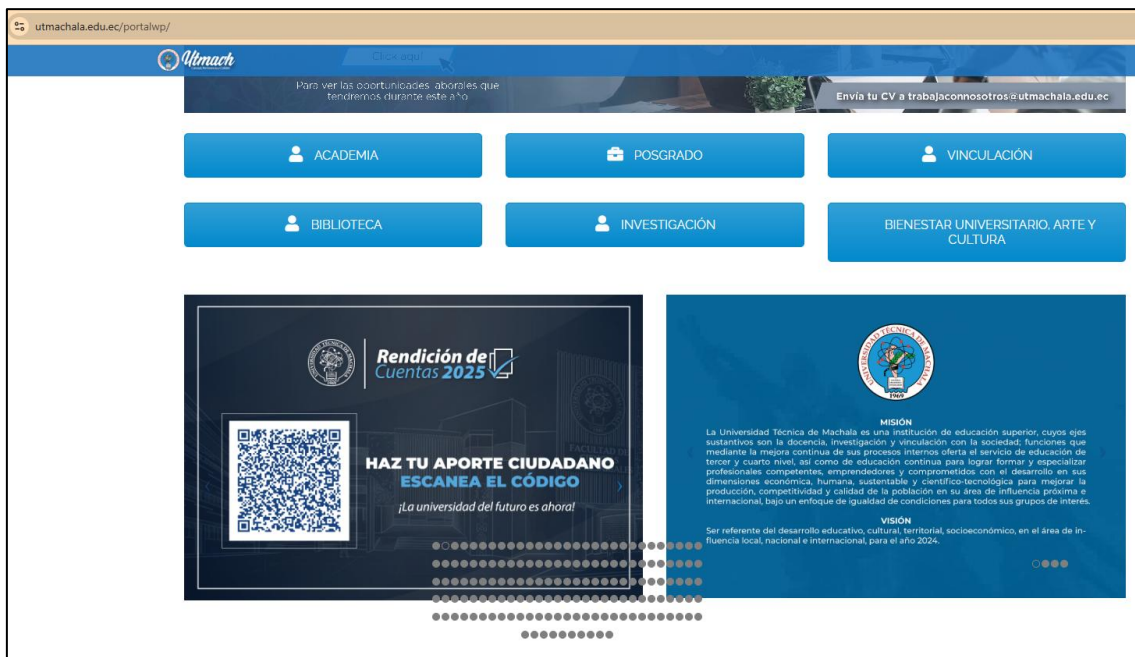 utmachala.edu.ec/portalwp/
Utmach
Click aquí
Para ver las oportunidades laborales que
tendremos durante este año
Envía tu CV a trabajaconnosotros@utmachala.edu.ec
ACADEMIA
POSGRADO
VINCULACIÓN
BIBLIOTECA
INVESTIGACIÓN
BIENESTAR UNIVERSITARIO, ARTE Y
CULTURA
Rendición de
Cuentas 2025
HAZ TU APORTE CIUDADANO
ESCANEA EL CÓDIGO
¡La universidad del futuro es ahora!
FACULTAD DE
UNIVERSIDAD TÉCNICA DE MACHALA
1969
MISIÓN
La Universidad Técnica de Machala es una institución de educación superior, cuyos ejes
sustantivos son la docencia, investigación y vinculación con la sociedad; funciones que
mediante la mejora continua de sus procesos internos oferta el servicio de educación de
tercer y cuarto nivel, así como de educación continua para lograr formar y especializar
profesionales competentes, emprendedores y comprometidos con el desarrollo en sus
dimensiones económica, humana, sustentable y científico-tecnológica para mejorar la
producción, competitividad y calidad de la población en su área de influencia próxima e
internacional, bajo un enfoque de igualdad de condiciones para todos sus grupos de interés.
VISIÓN
Ser referente del desarrollo educativo, cultural, territorial, socioeconómico, en el área de in-
fluencia local, nacional e internacional, para el año 2024.